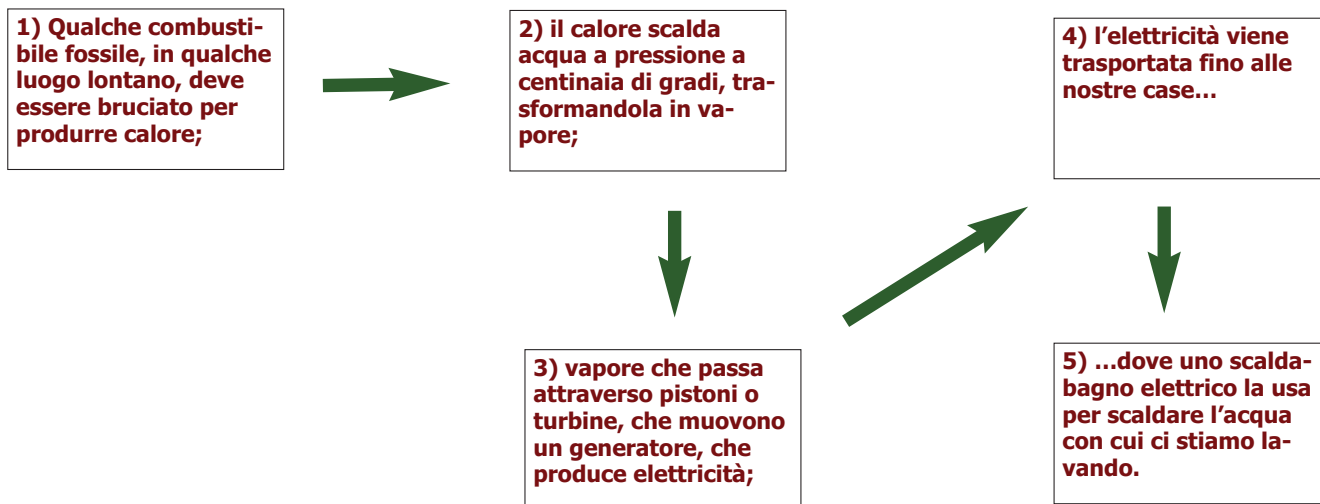 1) Qualche combusti-
bile fossile, in qualche
luogo lontano, deve
essere bruciato per
produrre calore;
2) il calore scalda
acqua a pressione a
centinaia di gradi, tra-
sformandola in va-
pore;
3) vapore che passa
attraverso pistoni o
turbine, che muovono
un generatore, che
produce elettricità;
4) l’elettricità viene
trasportata fino alle
nostre case…
5) …dove uno scalda-
bagno elettrico la usa
per scaldare l’acqua
con cui ci stiamo la-
vando.